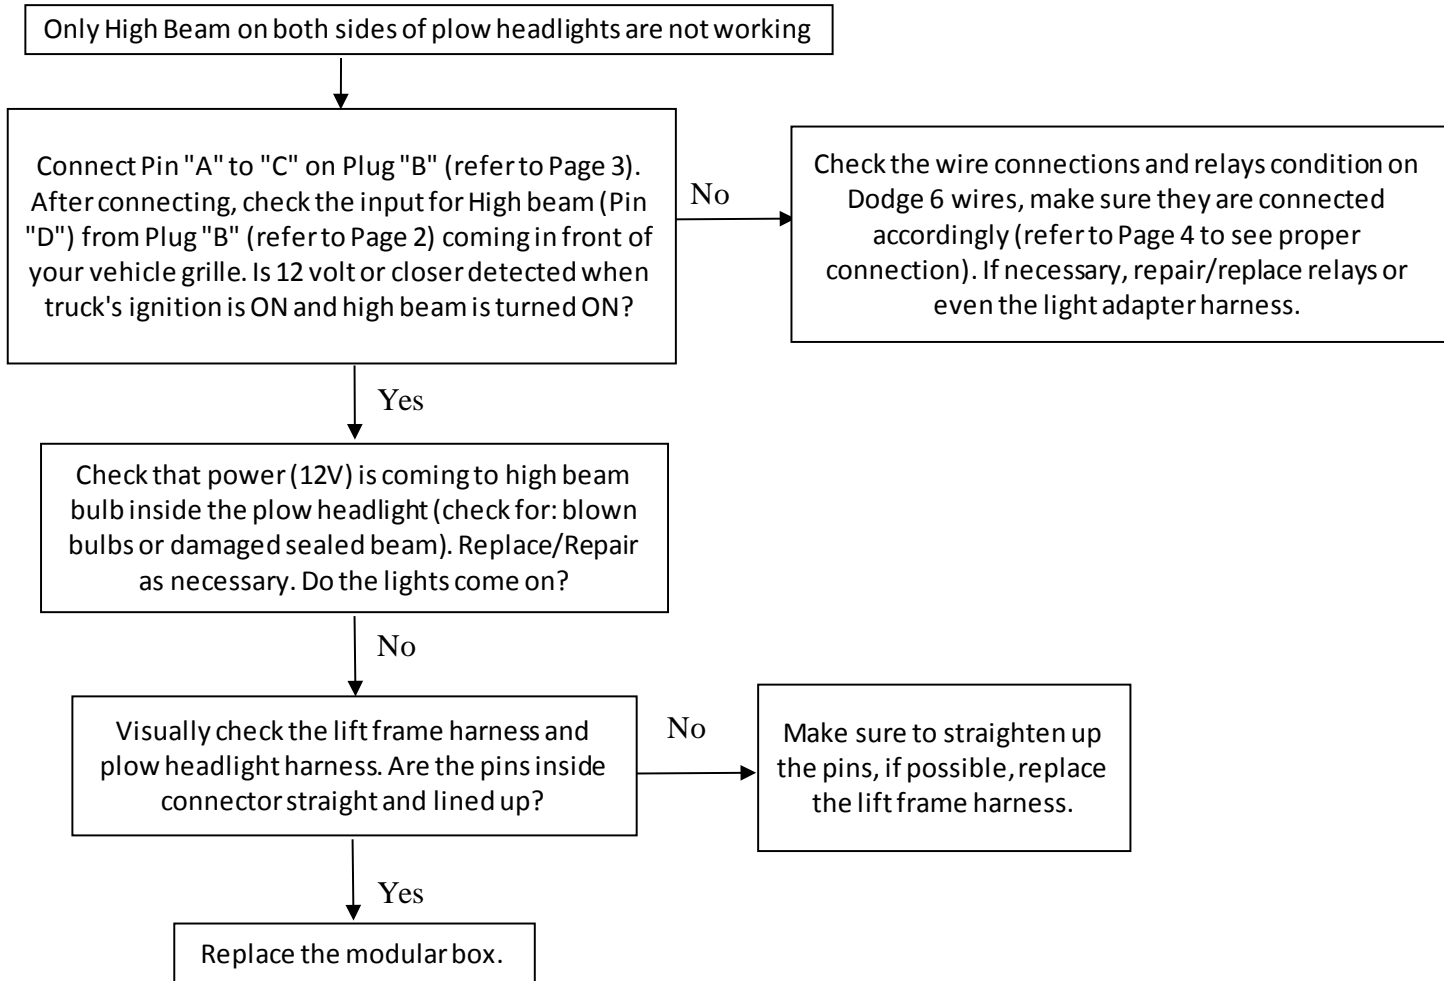 Only High Beam on both sides of plow headlights are not working
Connect Pin "A" to "C" on Plug "B" (refer to Page 3).
After connecting, check the input for High beam (Pin
"D") from Plug "B" (refer to Page 2) coming in front of
your vehicle grille. Is 12 volt or closer detected when
truck's ignition is ON and high beam is turned ON?
No
Check the wire connections and relays condition on
Dodge 6 wires, make sure they are connected
accordingly (refer to Page 4 to see proper
connection). If necessary, repair/replace relays or
even the light adapter harness.
Yes
Check that power (12V) is coming to high beam
bulb inside the plow headlight (check for: blown
bulbs or damaged sealed beam). Replace/Repair
as necessary. Do the lights come on?
No
Visually check the lift frame harness and
plow headlight harness. Are the pins inside
connector straight and lined up?
No
Make sure to straighten up
the pins, if possible, replace
the lift frame harness.
Yes
Replace the modular box.